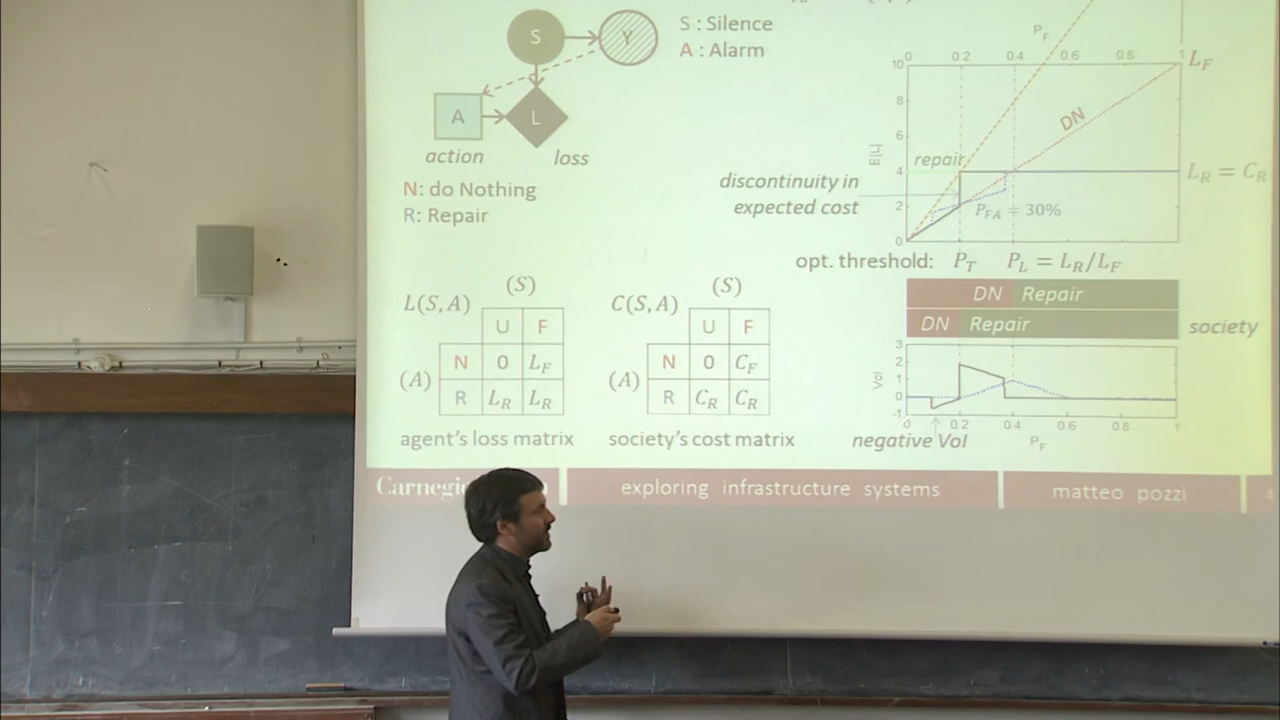 S Y
S : Silence
A : Alarm
A L
action loss
N: do Nothing
R: Repair
P_F
0 0.2 0.4 0.6 0.8 1
L_F
10
8
6
4
2
0
E[L]
DN
repair
L_R = C_R
discontinuity in
expected cost
P_FA = 30%
opt. threshold: P_T P_L = L_R/L_F
DN Repair
DN Repair society
L(S,A) (S)
U F
(A) N 0 L_F
R L_R L_R
agent's loss matrix
C(S,A) (S)
U F
(A) N 0 C_F
R C_R C_R
society's cost matrix
VoI
3
2
1
0
-1
0 0.2 0.4 0.6 0.8 1
negative VoI P_F
Carnegie
exploring infrastructure systems
matteo pozzi
4